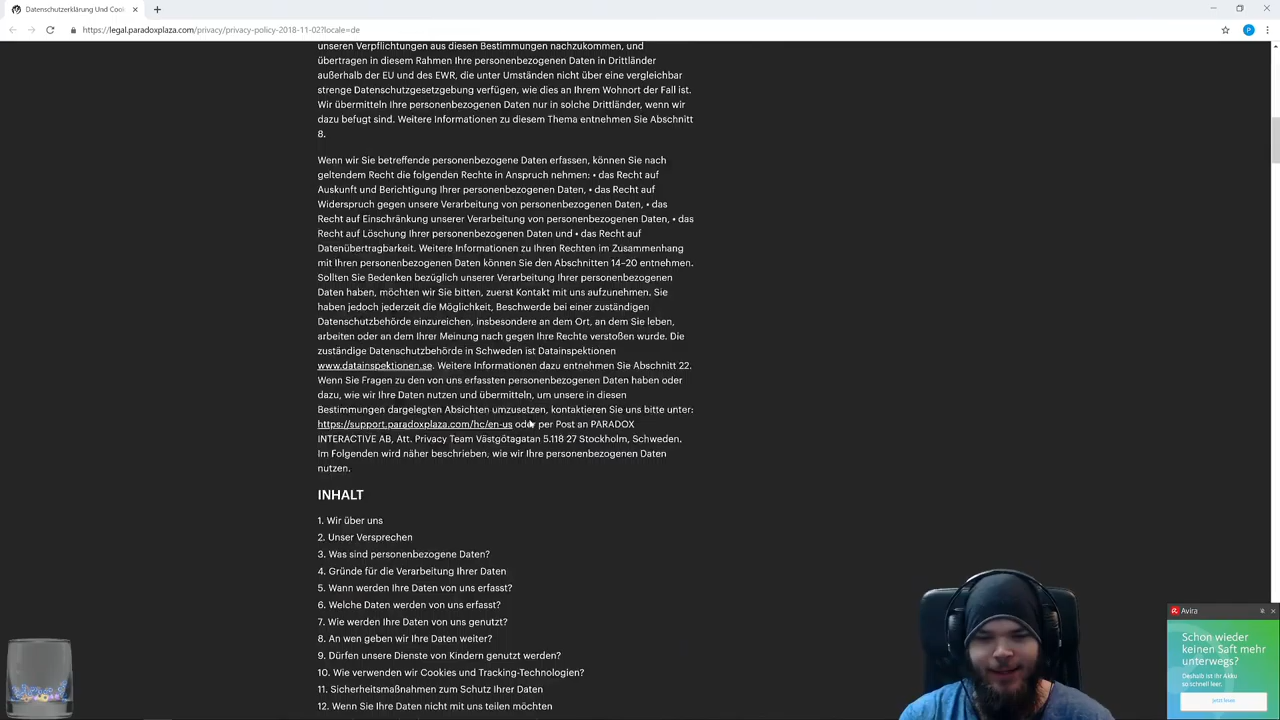 Datenschutzerklärung Und Cook
https://legal.paradoxplaza.com/privacy/privacy-policy-2018-11-02?locale=de
P
unseren Verpflichtungen aus diesen Bestimmungen nachzukommen, und
übertragen in diesem Rahmen Ihre personenbezogenen Daten in Drittländer
außerhalb der EU und des EWR, die unter Umständen nicht über eine vergleichbar
strenge Datenschutzgesetzgebung verfügen, wie dies an Ihrem Wohnort der Fall ist.
Wir übermitteln Ihre personenbezogenen Daten nur in solche Drittländer, wenn wir
dazu befugt sind. Weitere Informationen zu diesem Thema entnehmen Sie Abschnitt
8.
Wenn wir Sie betreffende personenbezogene Daten erfassen, können Sie nach
geltendem Recht die folgenden Rechte in Anspruch nehmen: • das Recht auf
Auskunft und Berichtigung Ihrer personenbezogenen Daten, • das Recht auf
Widerspruch gegen unsere Verarbeitung von personenbezogenen Daten, • das
Recht auf Einschränkung unserer Verarbeitung von personenbezogenen Daten, • das
Recht auf Löschung Ihrer personenbezogenen Daten und • das Recht auf
Datenübertragbarkeit. Weitere Informationen zu Ihren Rechten im Zusammenhang
mit Ihren personenbezogenen Daten können Sie den Abschnitten 14–20 entnehmen.
Sollten Sie Bedenken bezüglich unserer Verarbeitung Ihrer personenbezogenen
Daten haben, möchten wir Sie bitten, zuerst Kontakt mit uns aufzunehmen. Sie
haben jedoch jederzeit die Möglichkeit, Beschwerde bei einer zuständigen
Datenschutzbehörde einzureichen, insbesondere an dem Ort, an dem Sie leben,
arbeiten oder an dem Ihrer Meinung nach gegen Ihre Rechte verstoßen wurde. Die
zuständige Datenschutzbehörde in Schweden ist Datainspektionen
www.datainspektionen.se. Weitere Informationen dazu entnehmen Sie Abschnitt 22.
Wenn Sie Fragen zu den von uns erfassten personenbezogenen Daten haben oder
dazu, wie wir Ihre Daten nutzen und übermitteln, um unsere in diesen
Bestimmungen dargelegten Absichten umzusetzen, kontaktieren Sie uns bitte unter:
https://support.paradoxplaza.com/hc/en-us oder per Post an PARADOX
INTERACTIVE AB, Att. Privacy Team Västgötagatan 5.118 27 Stockholm, Schweden.
Im Folgenden wird näher beschrieben, wie wir Ihre personenbezogenen Daten
nutzen.
INHALT
1. Wir über uns
2. Unser Versprechen
3. Was sind personenbezogene Daten?
4. Gründe für die Verarbeitung Ihrer Daten
5. Wann werden Ihre Daten von uns erfasst?
6. Welche Daten werden von uns erfasst?
7. Wie werden Ihre Daten von uns genutzt?
8. An wen geben wir Ihre Daten weiter?
9. Dürfen unsere Dienste von Kindern genutzt werden?
10. Wie verwenden wir Cookies und Tracking-Technologien?
11. Sicherheitsmaßnahmen zum Schutz Ihrer Daten
12. Wenn Sie Ihre Daten nicht mit uns teilen möchten
Avira
Schon wieder
keinen Saft mehr
unterwegs?
Deshalb ist Ihr Akku
so schnell leer.
Jetzt lesen